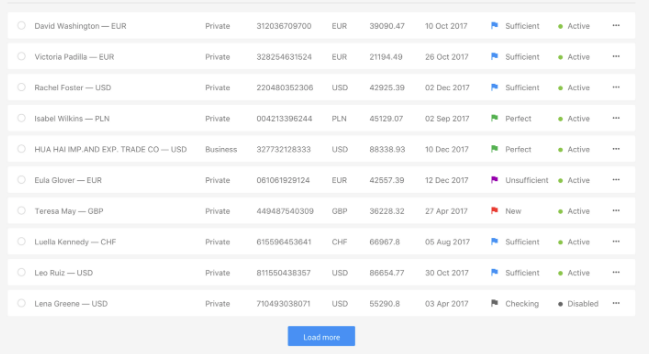 David Washington — EUR Private 312036709700 EUR 39090.47 10 Oct 2017 Sufficient Active
Victoria Padilla — EUR Private 328254631524 EUR 21194.49 26 Oct 2017 Sufficient Active
Rachel Foster — USD Private 220480352306 USD 42925.39 02 Dec 2017 Sufficient Active
Isabel Wilkins — PLN Private 004213396244 PLN 45129.07 02 Sep 2017 Perfect Active
HUA HAI IMP.AND EXP. TRADE CO — USD Business 327732128333 USD 88338.93 10 Dec 2017 Perfect Active
Eula Glover — EUR Private 061061929124 EUR 42557.39 12 Dec 2017 Unsufficient Active
Teresa May — GBP Private 449487540309 GBP 36228.32 27 Apr 2017 New Active
Luella Kennedy — CHF Private 615596453641 CHF 66967.8 05 Aug 2017 Sufficient Active
Leo Ruiz — USD Private 811550438357 USD 86654.77 30 Oct 2017 Sufficient Active
Lena Greene — USD Private 710493038071 USD 55290.8 03 Apr 2017 Checking Disabled
Load more